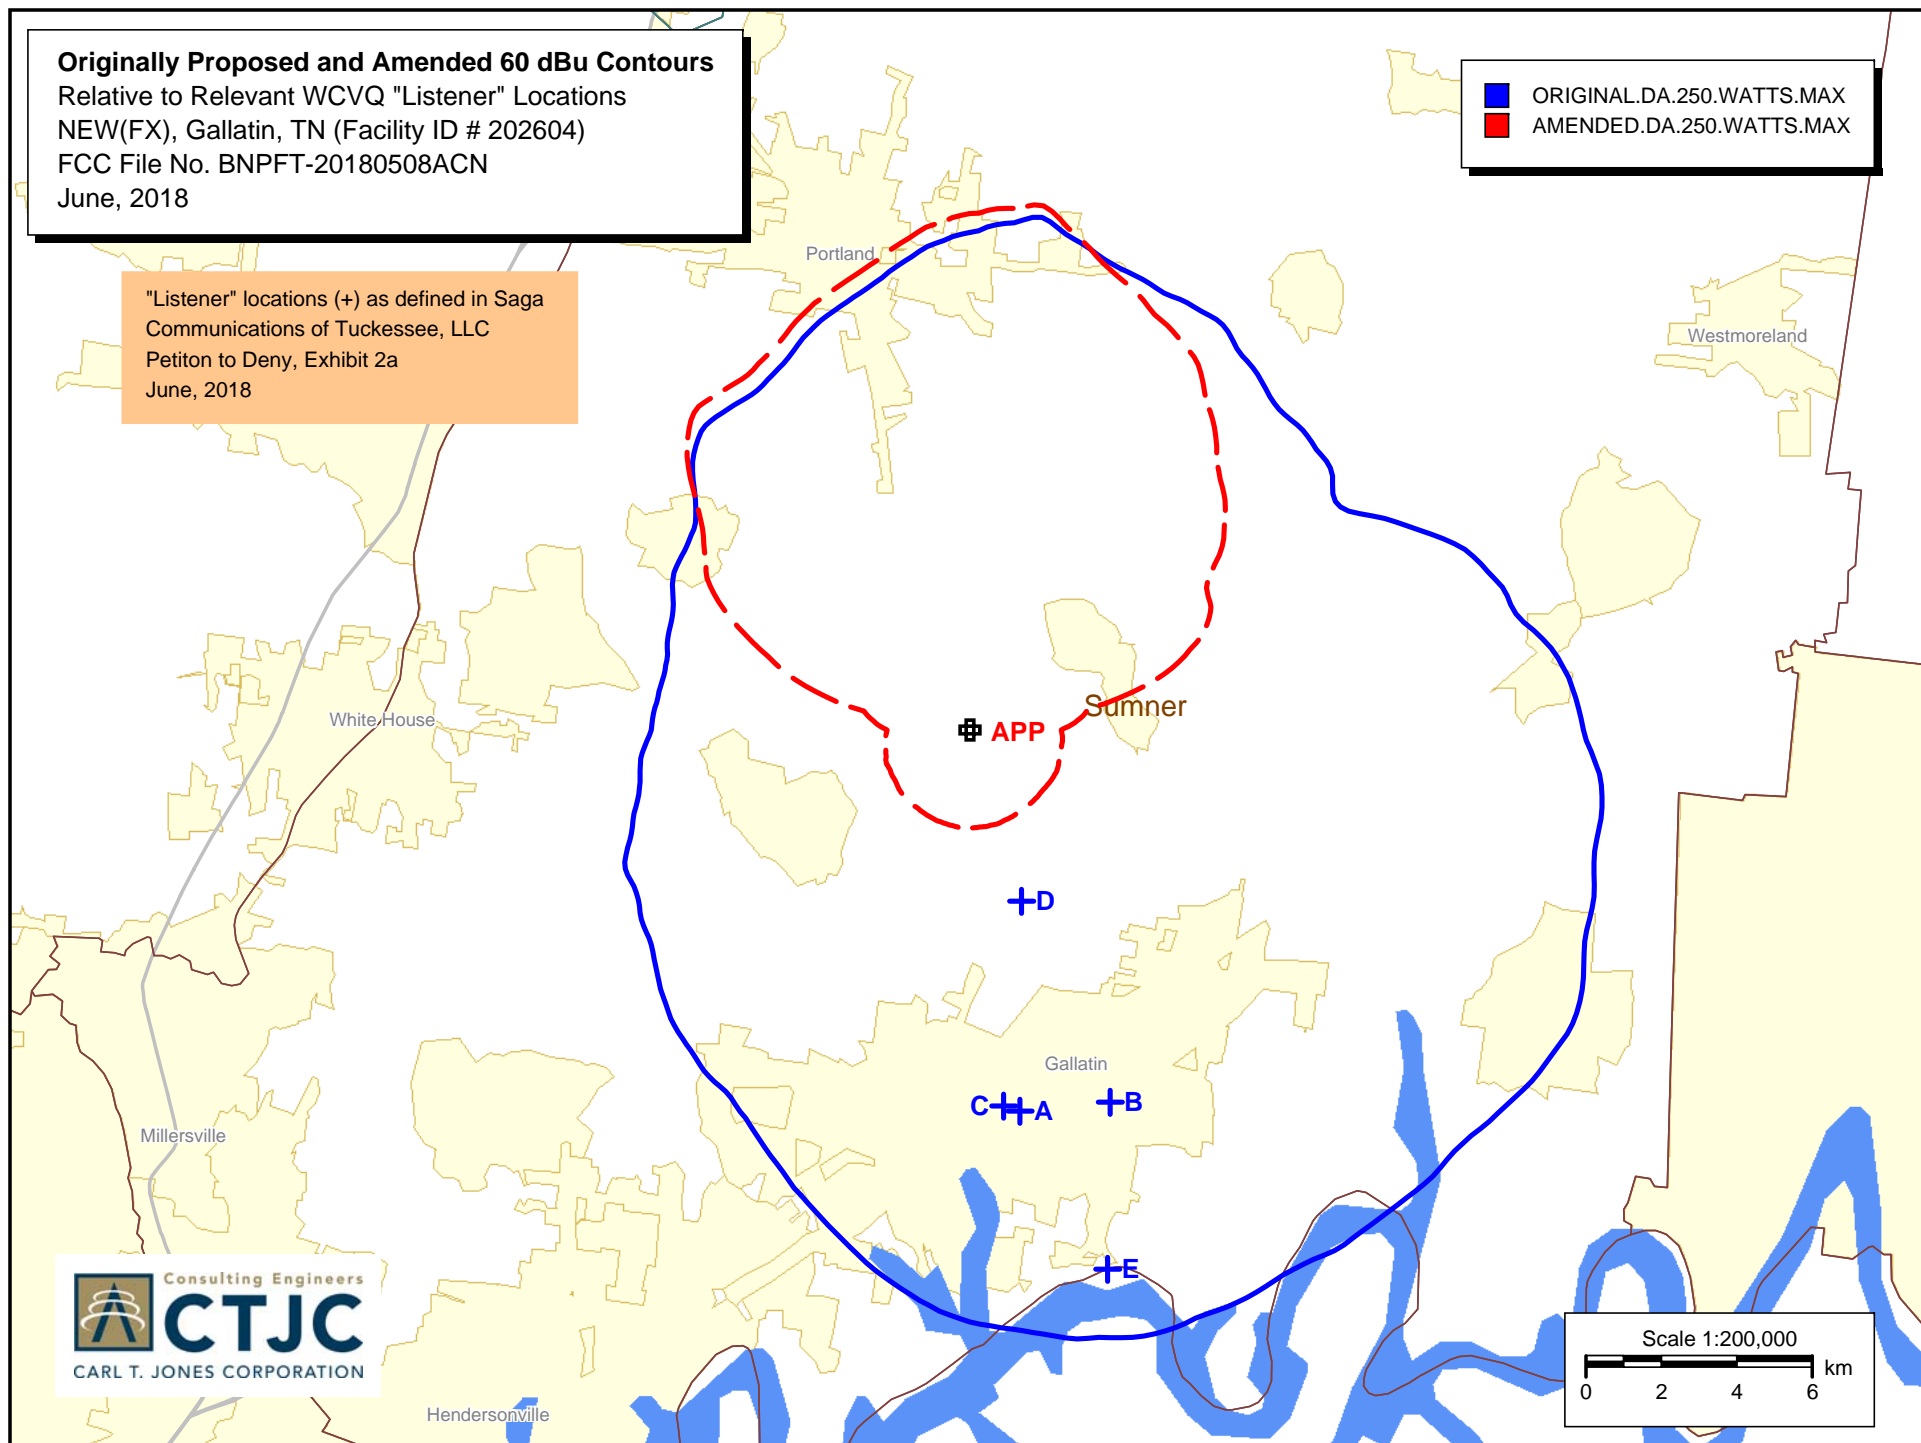 Originally Proposed and Amended 60 dBu Contours
Relative to Relevant WCVQ "Listener" Locations
NEW(FX), Gallatin, TN (Facility ID # 202604)
FCC File No. BNPFT-20180508ACN
June, 2018
ORIGINAL.DA.250.WATTS.MAX
AMENDED.DA.250.WATTS.MAX
"Listener" locations (+) as defined in Saga
Communications of Tuckessee, LLC
Petiton to Deny, Exhibit 2a
June, 2018
Portland
Westmoreland
White House
Sumner
APP
D
Gallatin
C
A
B
Millersville
E
Hendersonville
Consulting Engineers
CTJC
CARL T. JONES CORPORATION
Scale 1:200,000
km
0 2 4 6